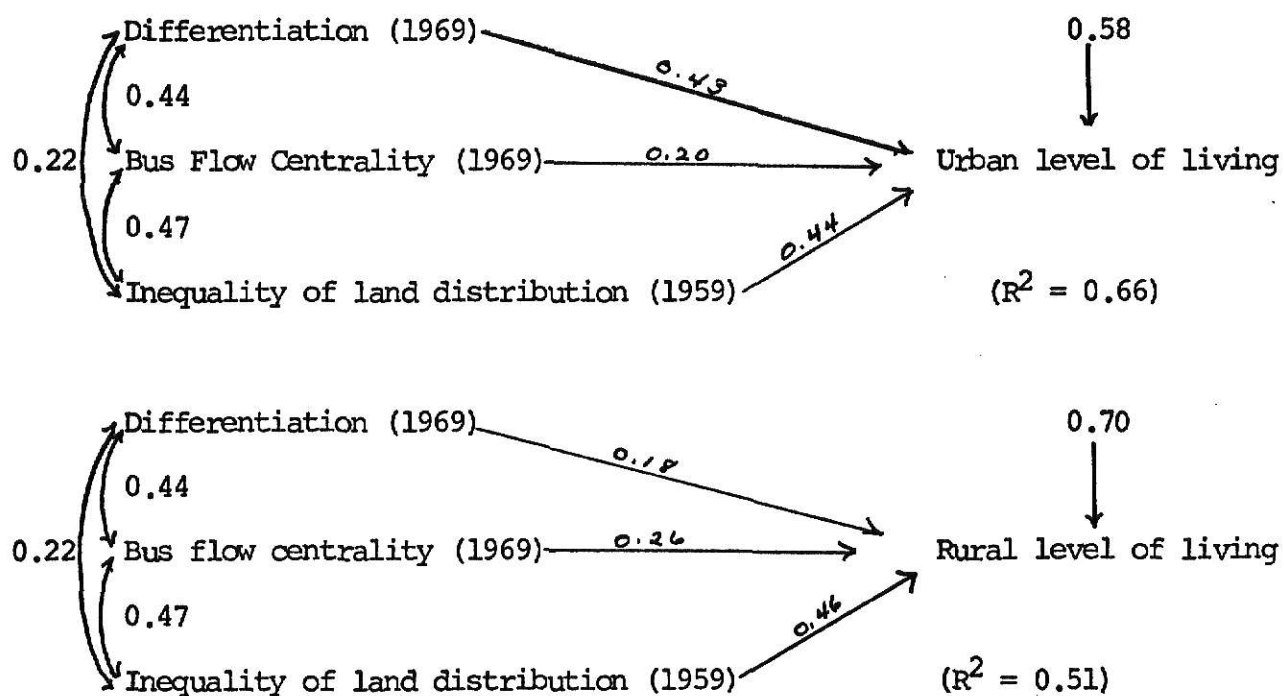 Differentiation (1969) 0.58
0.43
0.44
0.22 Bus Flow Centrality (1969) 0.20 Urban level of living
0.47
0.44
Inequality of land distribution (1959) (R² = 0.66)
Differentiation (1969) 0.70
0.18
0.44
0.22 Bus flow centrality (1969) 0.26 Rural level of living
0.47
0.46
Inequality of land distribution (1959) (R² = 0.51)